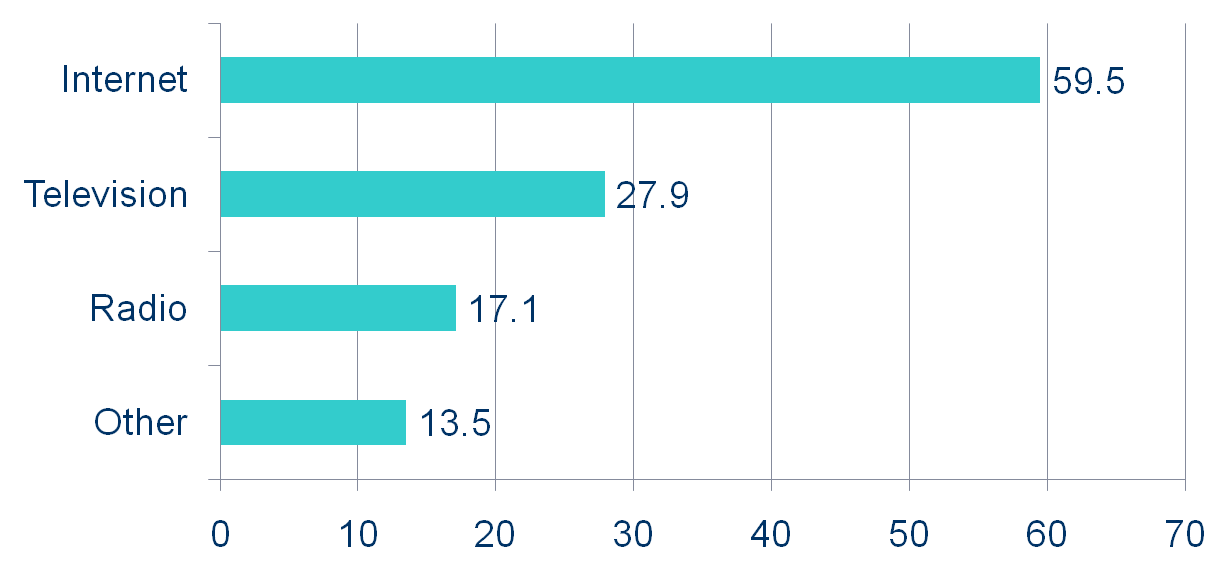 Internet 59.5
Television 27.9
Radio 17.1
Other 13.5
0 10 20 30 40 50 60 70